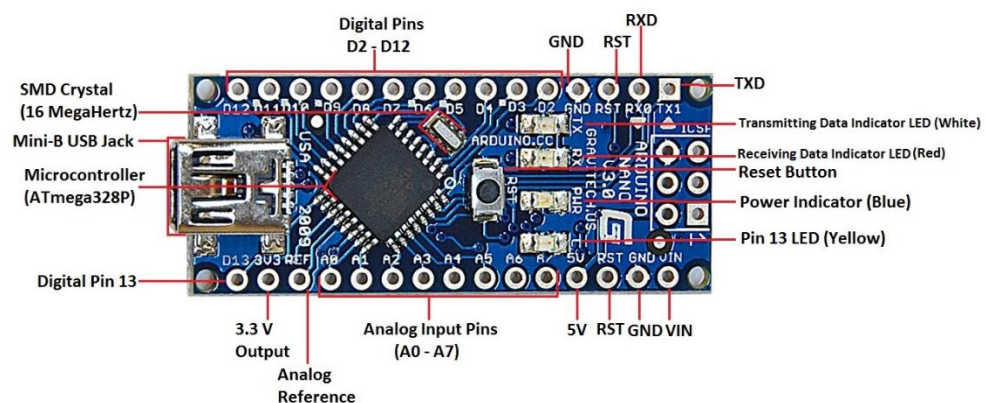 Digital Pins
D2 - D12
GND
RST
RXD
TXD
SMD Crystal
(16 MegaHertz)
Mini-B USB Jack
Microcontroller
(ATmega328P)
Digital Pin 13
3.3 V
Output
Analog
Reference
Analog Input Pins
(A0 - A7)
5V
RST
GND
VIN
Transmitting Data Indicator LED (White)
Receiving Data Indicator LED (Red)
Reset Button
Power Indicator (Blue)
Pin 13 LED (Yellow)
D12 D11 D10 D9 D8 D7 D6 D5 D4 D3 D2 GND RST RX0 TX1
D13 3V3 REF A0 A1 A2 A3 A4 A5 A6 A7 5V RST GND VIN
USA
2009
ARDUINO.CC
TX
RX
RST
PWR
L
GRAVITECH.US
ARDUINO
NANO
V3.0
ICSP
G
1